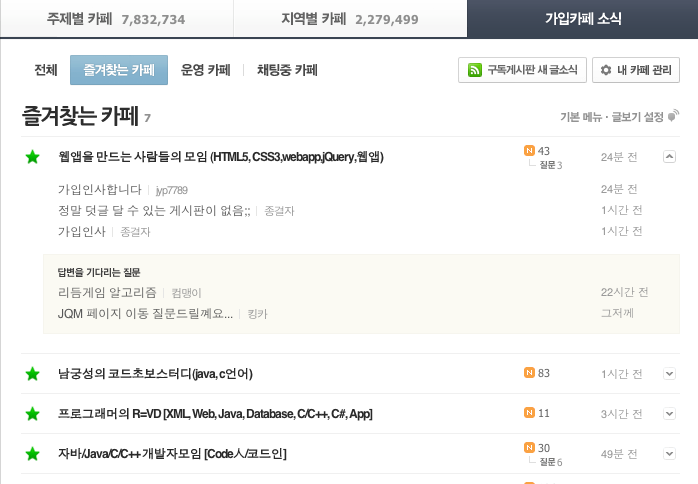 주제별 카페 7,832,734 지역별 카페 2,279,499 가입카페 소식
전체 즐겨찾는 카페 운영 카페 채팅중 카페 구독게시판 새 글소식 내 카페 관리
즐겨찾는 카페 7 기본 메뉴 · 글보기 설정
웹앱을 만드는 사람들의 모임 (HTML5, CSS3,webapp,jQuery,웹앱) N 43 24분 전
질문 3
가입인사합니다 jyp7789 24분 전
정말 덧글 달 수 있는 게시판이 없음;; 종결자 1시간 전
가입인사 종결자 1시간 전
답변을 기다리는 질문
리듬게임 알고리즘 컴맹이 22시간 전
JQM 페이지 이동 질문드릴꼐요... 킹카 그저께
남궁성의 코드초보스터디(java, c언어) N 83 1시간 전
프로그래머의 R=VD [XML, Web, Java, Database, C/C++, C#, App] N 11 3시간 전
자바/Java/C/C++ 개발자모임 [Code人/코드인] N 30 49분 전
질문 6